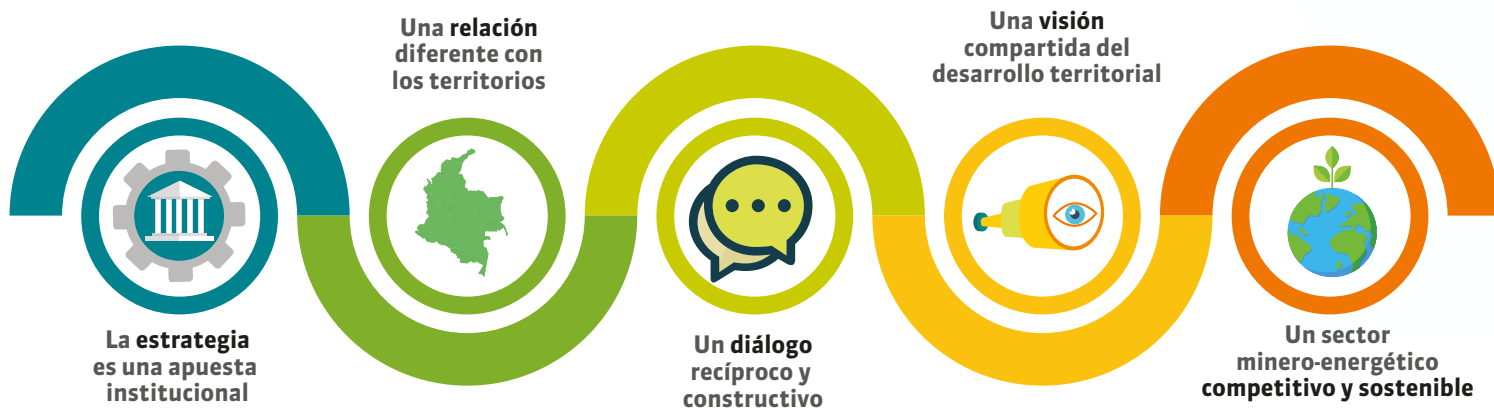 La estrategia
es una apuesta
institucional
Una relación
diferente con
los territorios
Un diálogo
recíproco y
constructivo
Una visión
compartida del
desarrollo territorial
Un sector
minero-energético
competitivo y sostenible